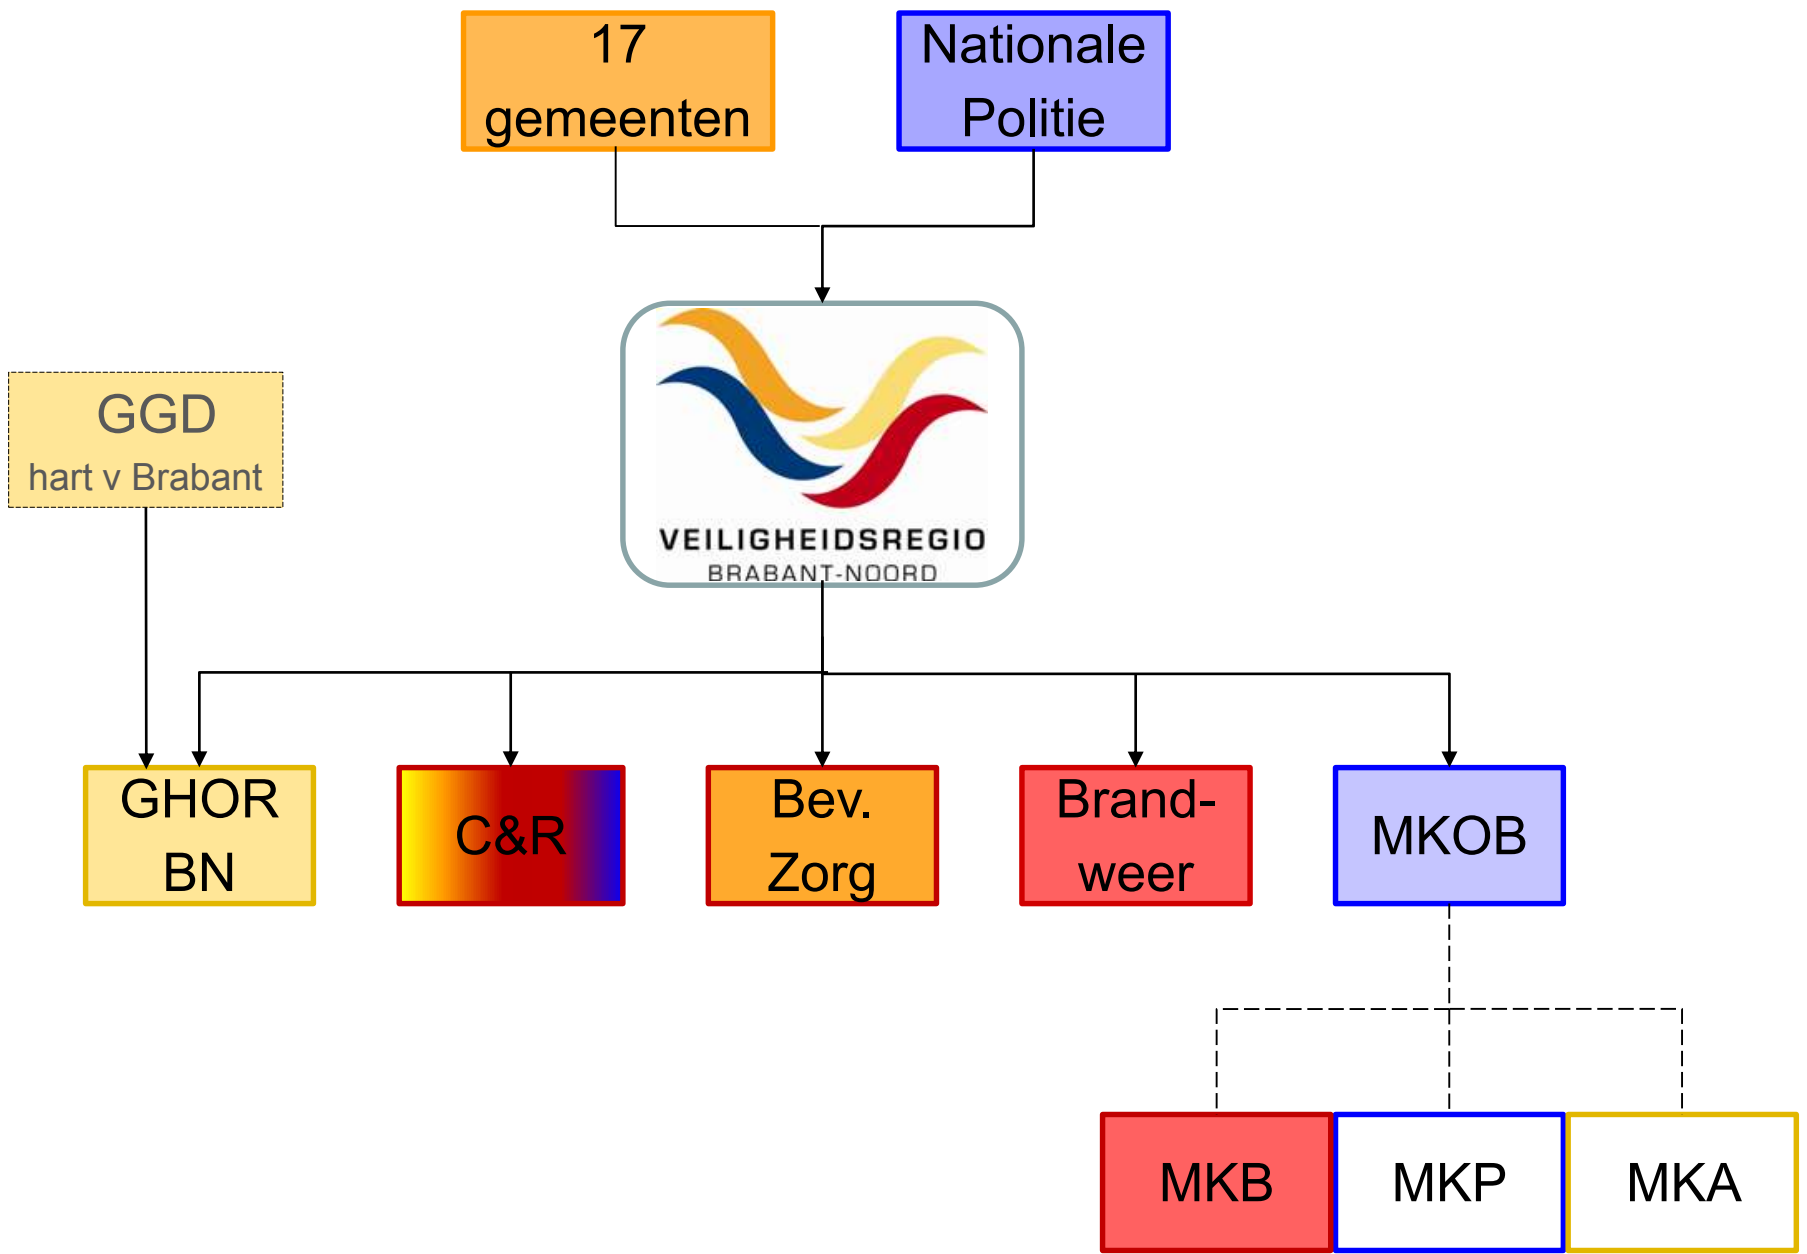 17
gemeenten
Nationale
Politie
VEILIGHEIDSREGIO
BRABANT-NOORD
GGD
hart v Brabant
GHOR
BN
C&R
Bev.
Zorg
Brand-
weer
MKOB
MKB
MKP
MKA